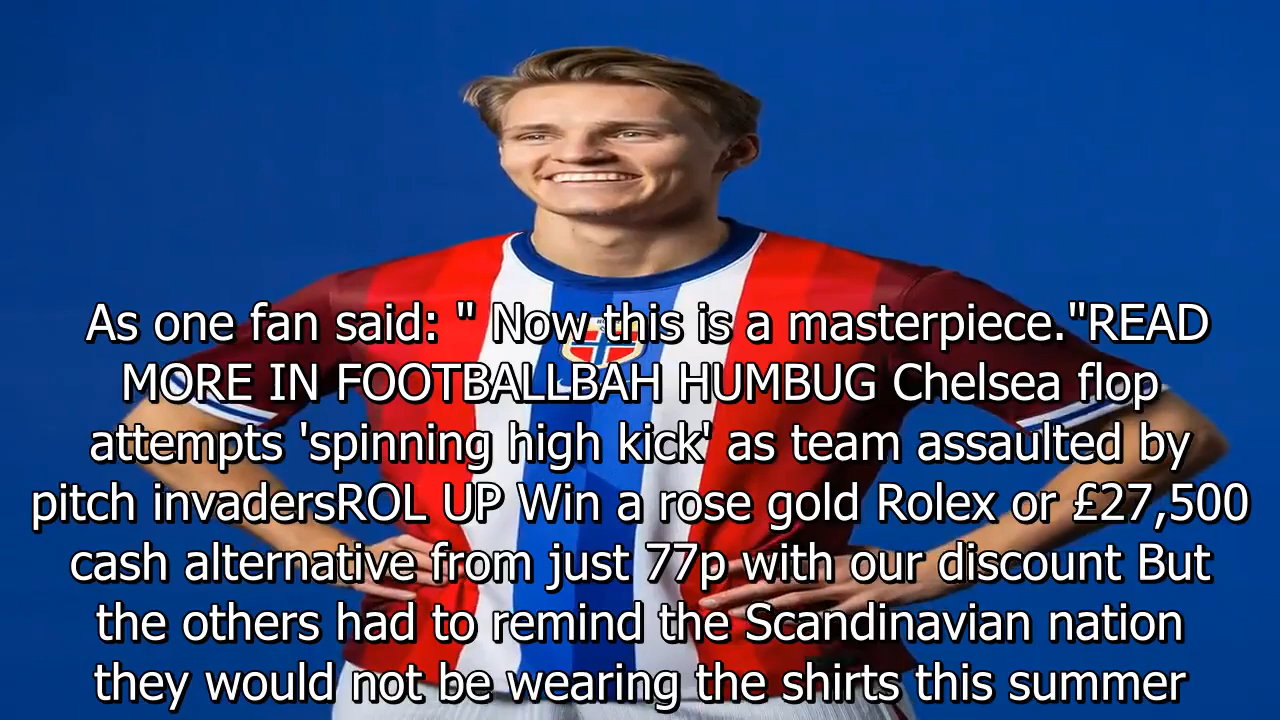 As one fan said: " Now this is a masterpiece."READ
MORE IN FOOTBALLBAH HUMBUG Chelsea flop
attempts 'spinning high kick' as team assaulted by
pitch invadersROL UP Win a rose gold Rolex or £27,500
cash alternative from just 77p with our discount But
the others had to remind the Scandinavian nation
they would not be wearing the shirts this summer